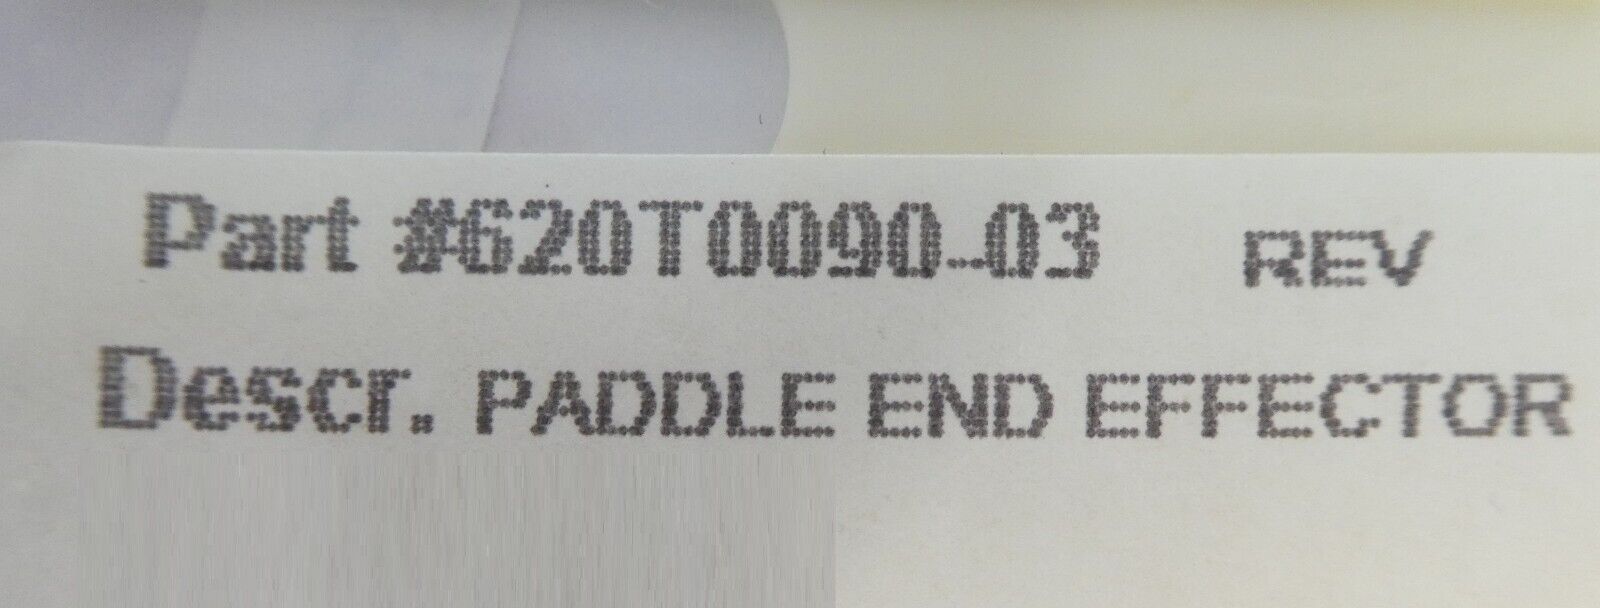 Part #620T0090-03 REV
Descr. PADDLE END EFFECTOR